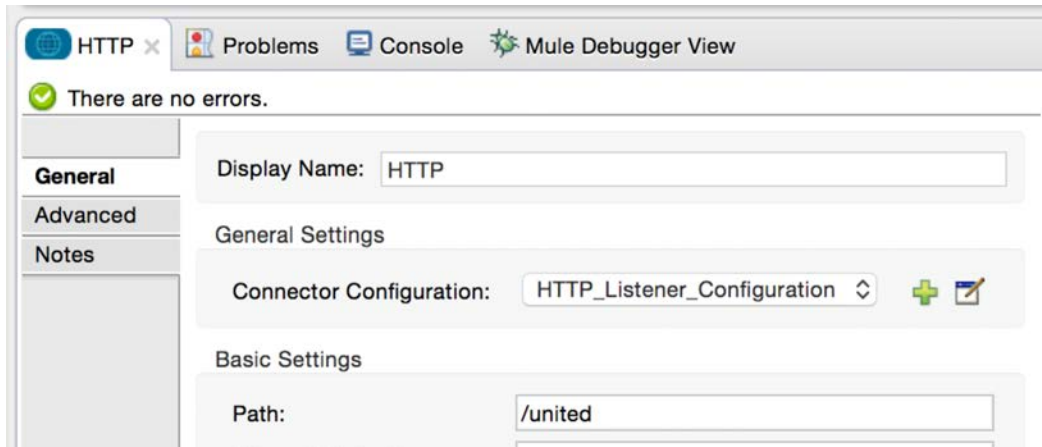 HTTP Problems Console Mule Debugger View
There are no errors.
General
Display Name: HTTP
Advanced
General Settings
Notes
Connector Configuration: HTTP_Listener_Configuration
Basic Settings
Path: /united